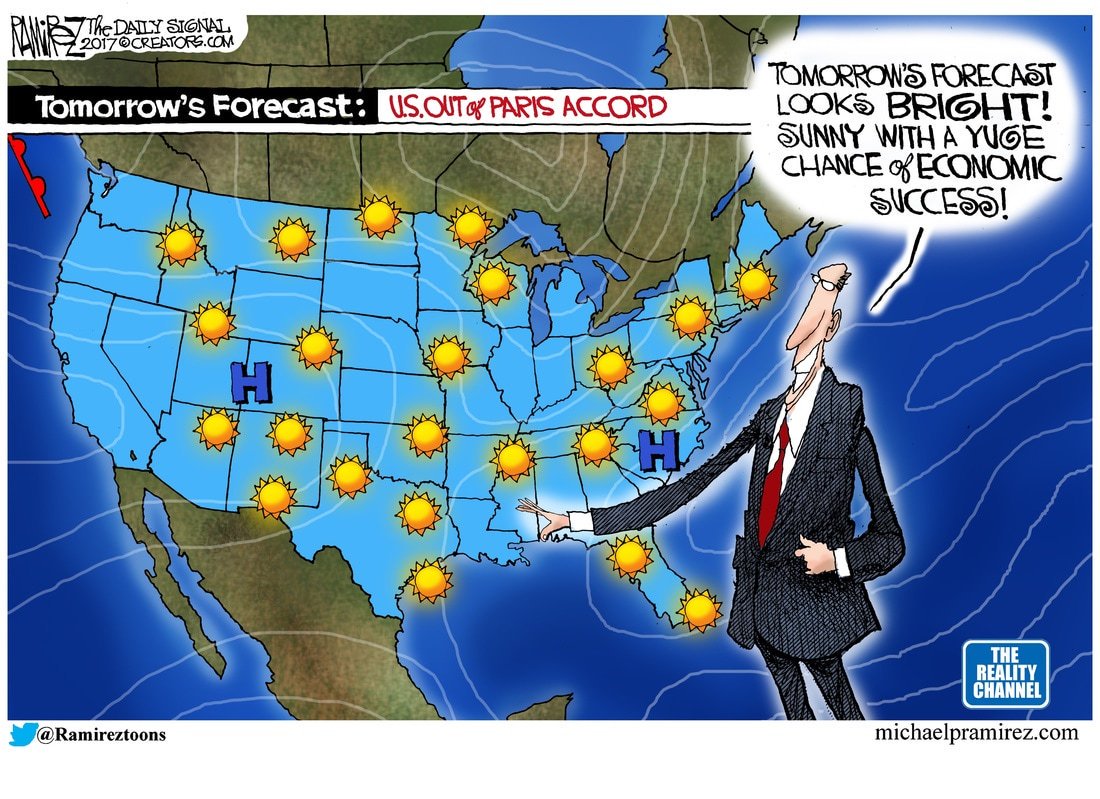 RAMIREZ THE DAILY SIGNAL
2017 © CREATORS.COM
Tomorrow's Forecast: U.S. OUT of PARIS ACCORD
TOMORROW'S FORECAST
LOOKS BRIGHT!
SUNNY WITH A YUGE
CHANCE of ECONOMIC
SUCCESS!
H
H
THE
REALITY
CHANNEL
@Ramireztoons
michaelpramirez.com